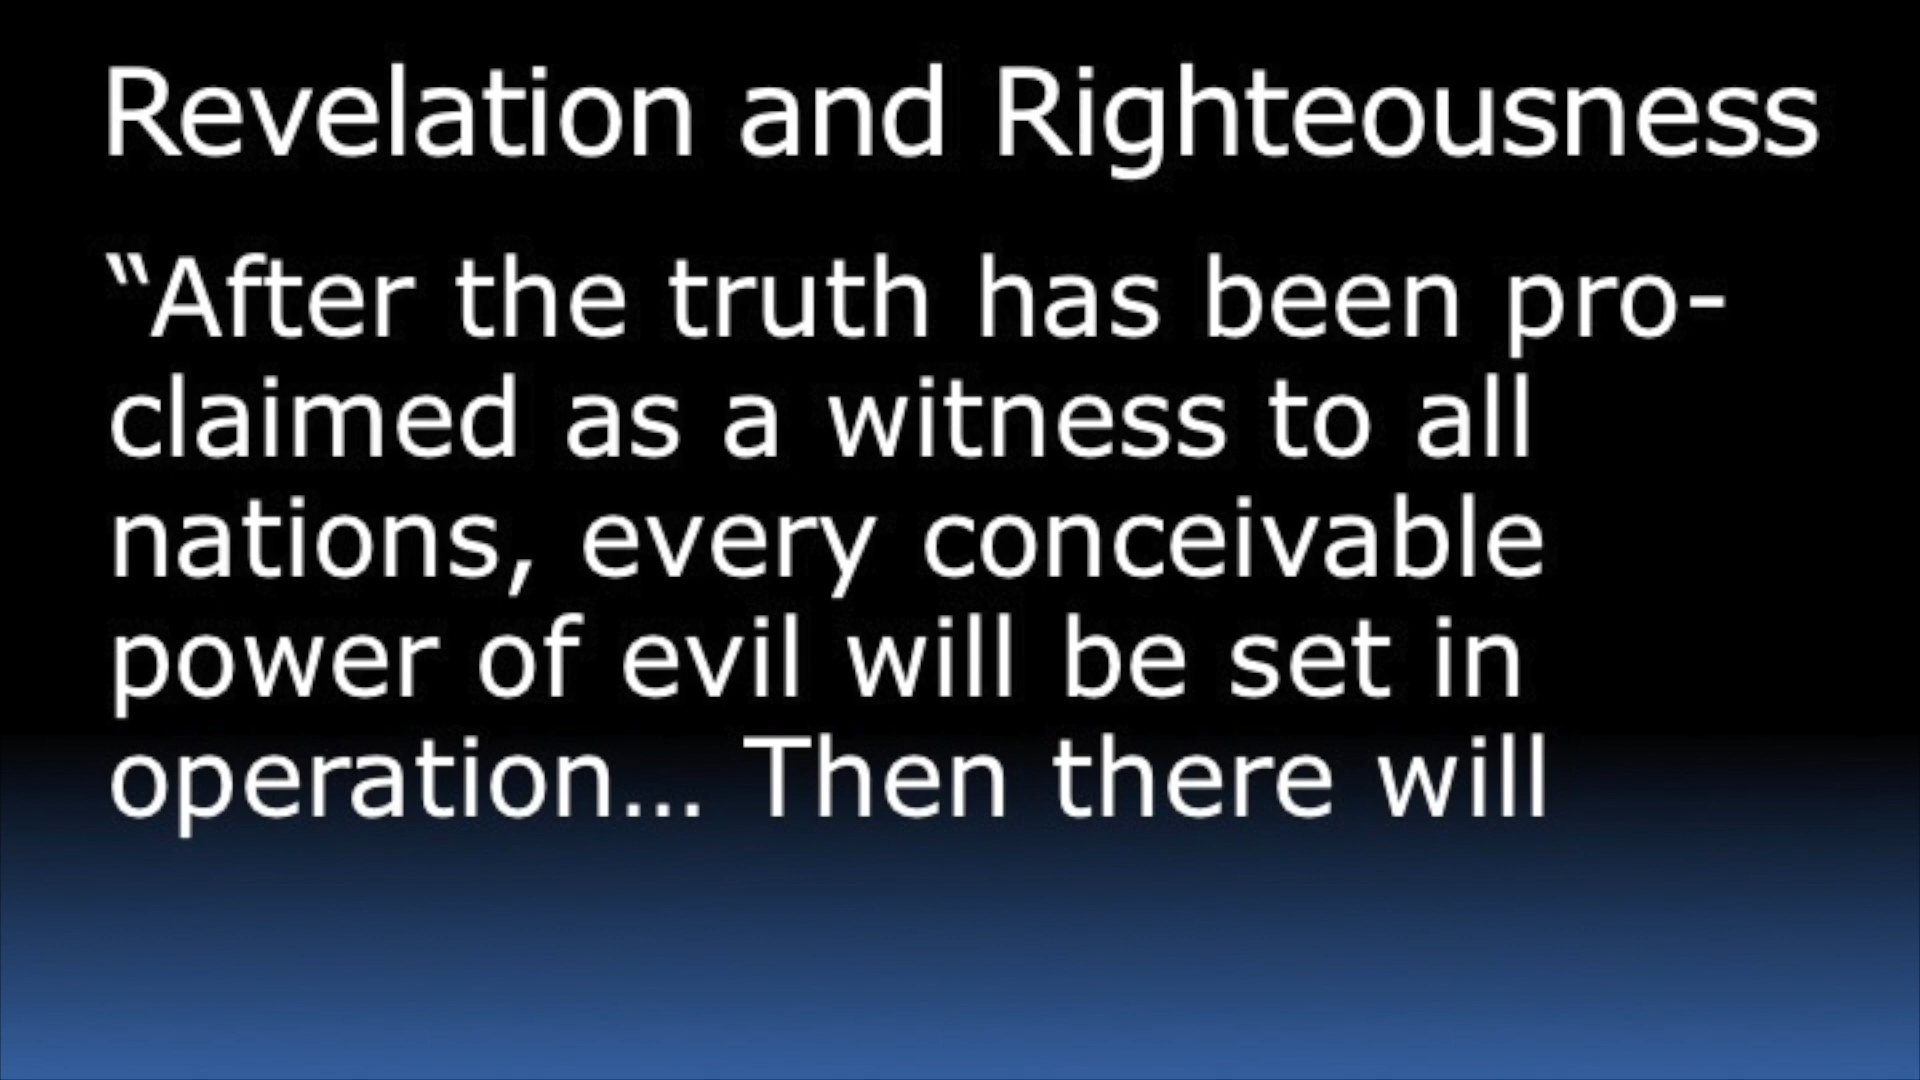 Revelation and Righteousness
“After the truth has been pro-
claimed as a witness to all
nations, every conceivable
power of evil will be set in
operation... Then there will